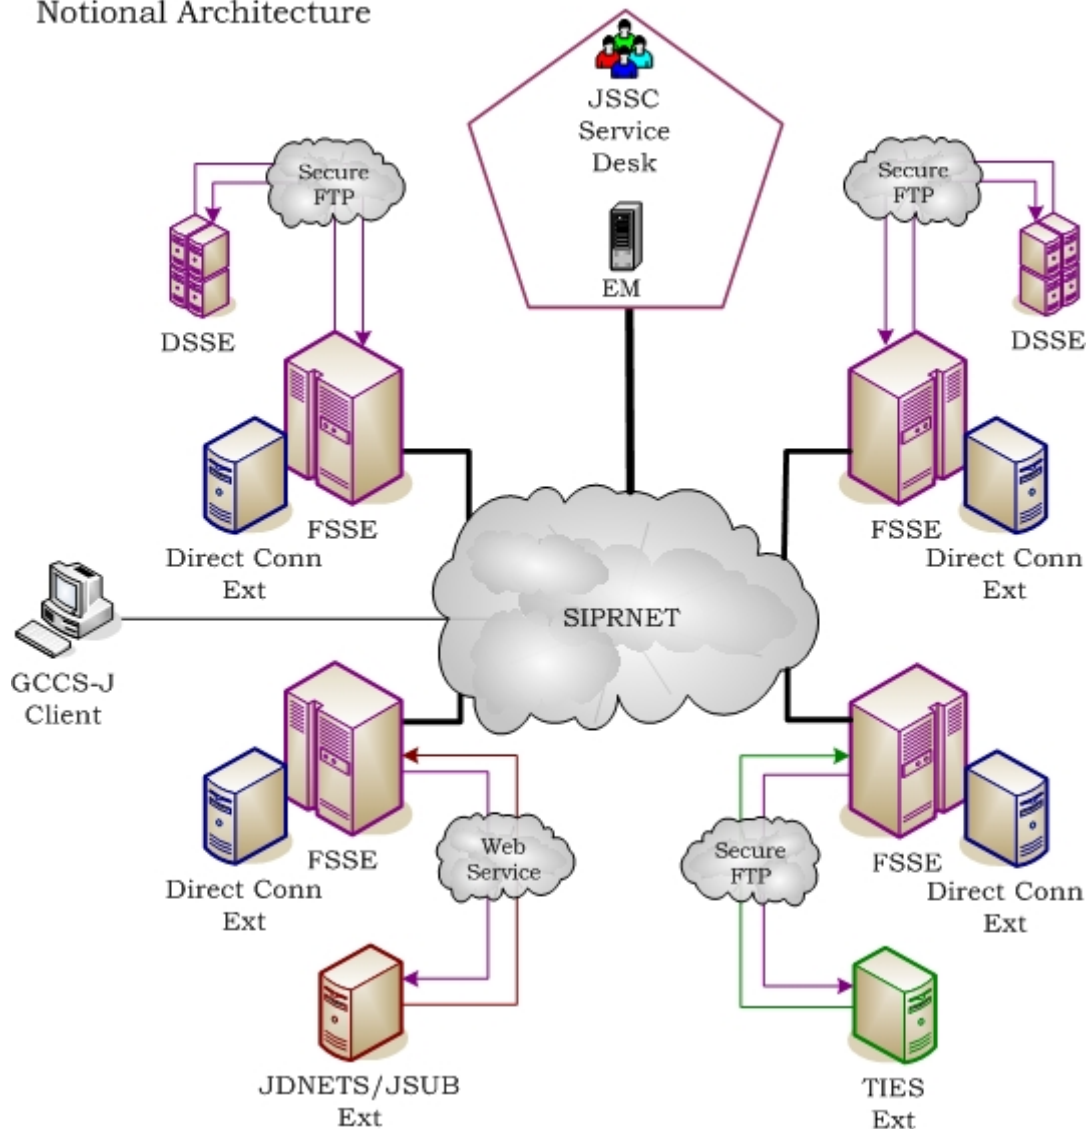 Notional Architecture
JSSC
Service
Desk
EM
Secure
FTP
DSSE
FSSE
Direct Conn
Ext
Secure
FTP
DSSE
FSSE
Direct Conn
Ext
SIPRNET
GCCS-J
Client
FSSE
Direct Conn
Ext
Web
Service
JDNETS/JSUB
Ext
Secure
FTP
FSSE
Direct Conn
Ext
TIES
Ext